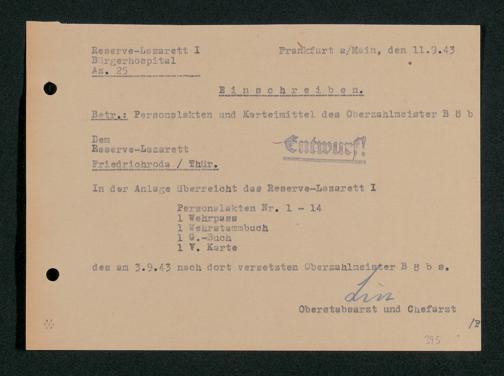 Reserve-Lazarett I
Bürgerhospital
Az. 25
Frankfurt a/Main, den 11.9.43
Einschreiben.
Betr.: Personalakten und Karteimittel des Oberzahlmeister B ö b
Dem
Reserve-Lazarett
Friedrichroda / Thür.
Entwurf!
In der Anlage überreicht das Reserve-Lazarett I
Personalakten Nr. 1 - 14
1 Wehrpass
1 Wehrstammbuch
1 G.-Buch
1 V. Karte
des am 3.9.43 nach dort versetzten Oberzahlmeister B ö b s.
Oberstabsarzt und Chefarzt
345